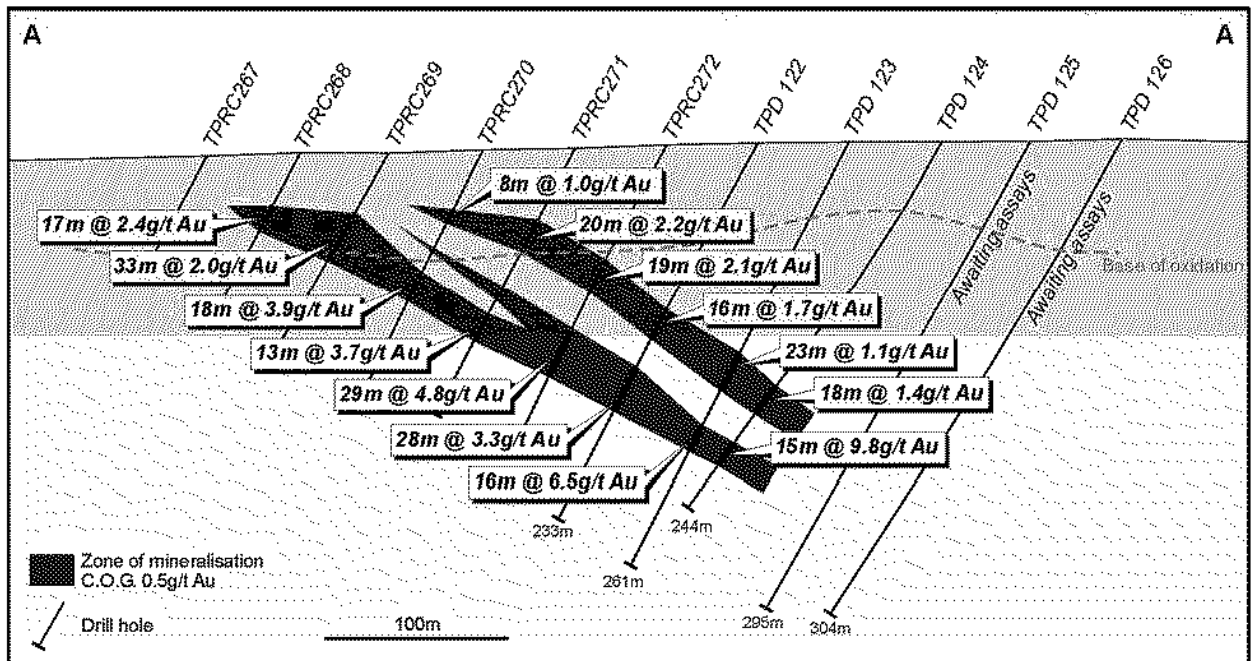 A
A
TPRC267
TPRC268
TPRC269
TPRC270
TPRC271
TPRC272
TPD 122
TPD 123
TPD 124
TPD 125
TPD 126
8m @ 1.0g/t Au
17m @ 2.4g/t Au
20m @ 2.2g/t Au
33m @ 2.0g/t Au
19m @ 2.1g/t Au
Base of oxidation
Awaiting assays
Awaiting assays
18m @ 3.9g/t Au
16m @ 1.7g/t Au
13m @ 3.7g/t Au
23m @ 1.1g/t Au
29m @ 4.8g/t Au
18m @ 1.4g/t Au
28m @ 3.3g/t Au
15m @ 9.8g/t Au
16m @ 6.5g/t Au
233m
244m
261m
295m
304m
Zone of mineralisation
C.O.G. 0.5g/t Au
Drill hole
100m